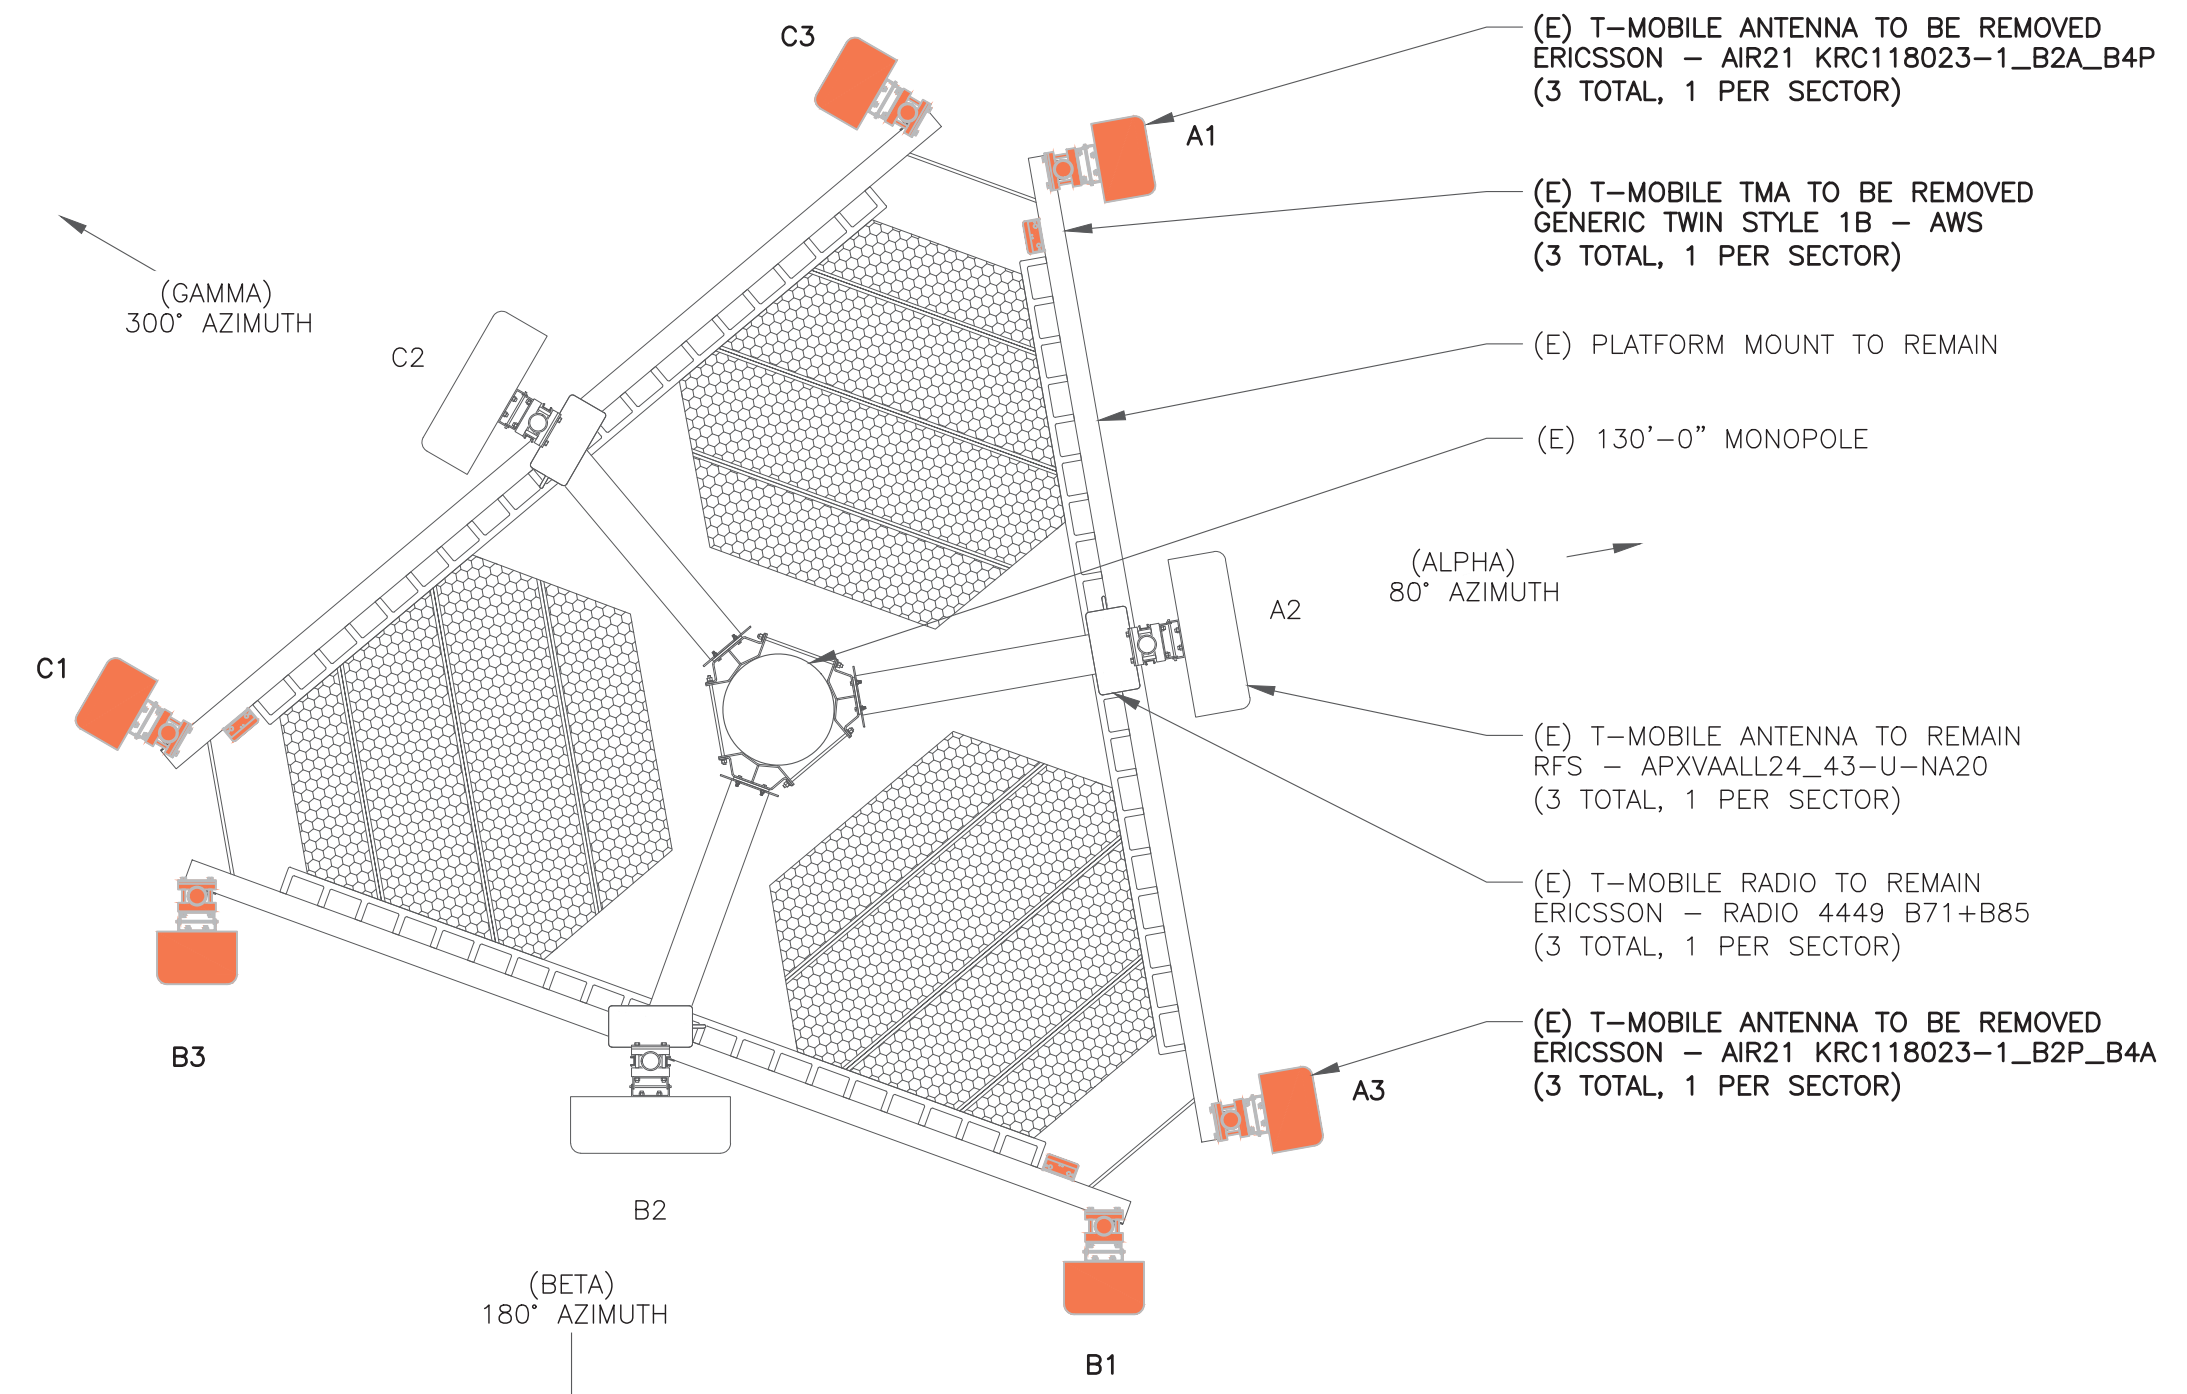 C3
(E) T-MOBILE ANTENNA TO BE REMOVED
ERICSSON - AIR21 KRC118023-1_B2A_B4P
(3 TOTAL, 1 PER SECTOR)
A1
(E) T-MOBILE TMA TO BE REMOVED
GENERIC TWIN STYLE 1B - AWS
(3 TOTAL, 1 PER SECTOR)
(GAMMA)
300° AZIMUTH
C2
(E) PLATFORM MOUNT TO REMAIN
(E) 130'-0" MONOPOLE
(ALPHA)
80° AZIMUTH
A2
C1
(E) T-MOBILE ANTENNA TO REMAIN
RFS - APXVAALL24_43-U-NA20
(3 TOTAL, 1 PER SECTOR)
(E) T-MOBILE RADIO TO REMAIN
ERICSSON - RADIO 4449 B71+B85
(3 TOTAL, 1 PER SECTOR)
B3
(E) T-MOBILE ANTENNA TO BE REMOVED
ERICSSON - AIR21 KRC118023-1_B2P_B4A
(3 TOTAL, 1 PER SECTOR)
A3
B2
(BETA)
180° AZIMUTH
B1